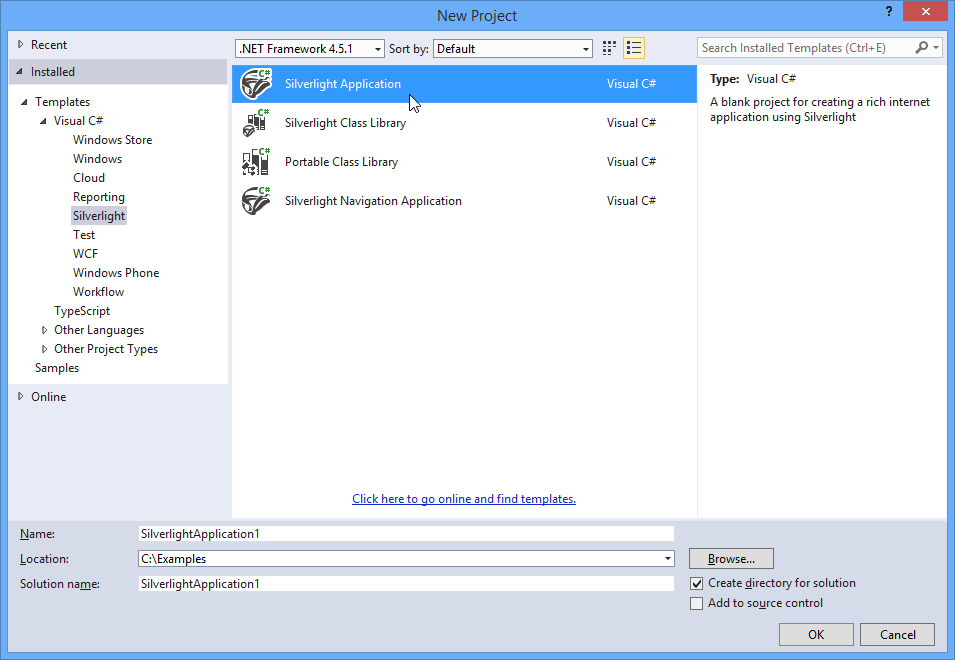 New Project
?
Recent
Installed
Templates
Visual C#
Windows Store
Windows
Cloud
Reporting
Silverlight
Test
WCF
Windows Phone
Workflow
TypeScript
Other Languages
Other Project Types
Samples
Online
.NET Framework 4.5.1 Sort by: Default
C# Silverlight Application Visual C#
C# Silverlight Class Library Visual C#
C# Portable Class Library Visual C#
C# Silverlight Navigation Application Visual C#
Click here to go online and find templates.
Search Installed Templates (Ctrl+E)
Type: Visual C#
A blank project for creating a rich internet
application using Silverlight
Name: SilverlightApplication1
Location: C:\Examples Browse...
Solution name: SilverlightApplication1
Create directory for solution
Add to source control
OK Cancel